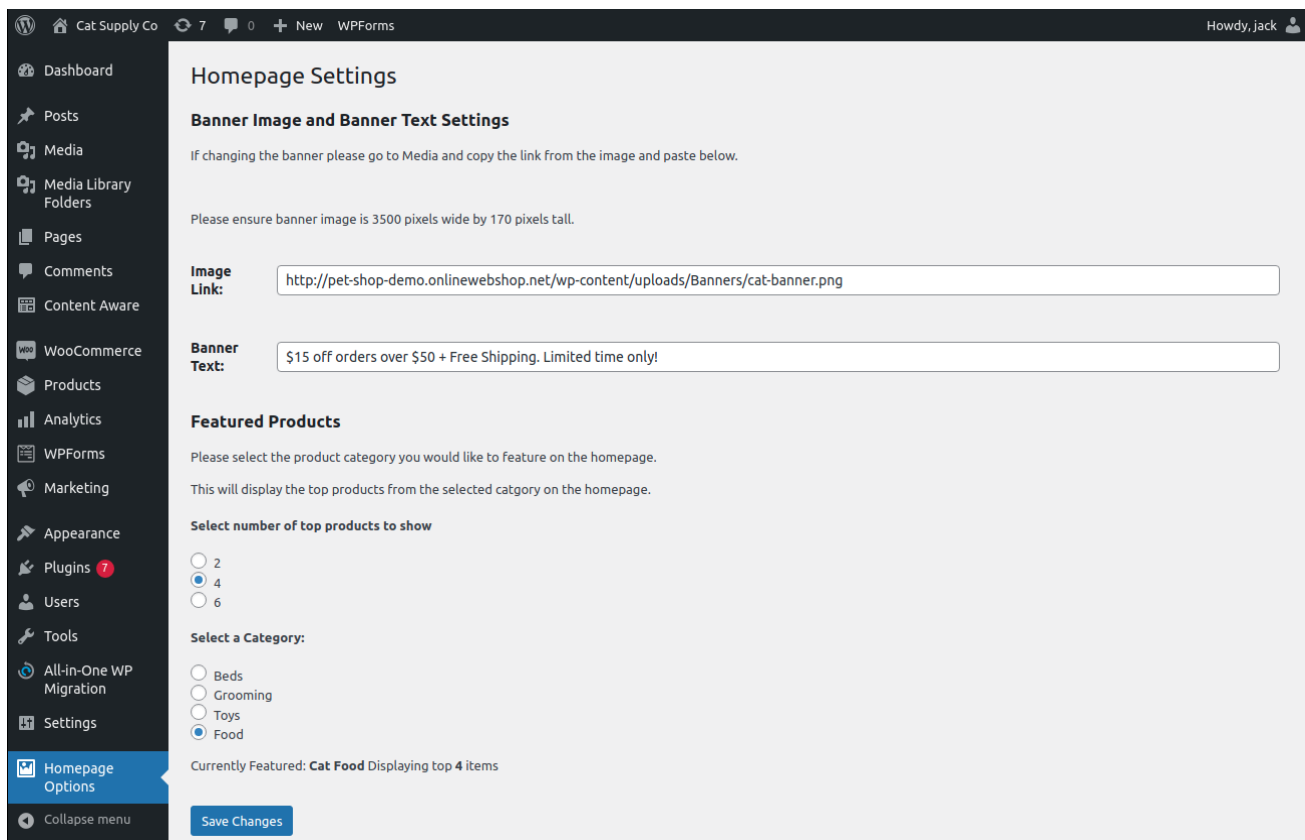 Cat Supply Co 7 0 New WPForms Howdy, jack
Dashboard
Posts
Media
Media Library
Folders
Pages
Comments
Content Aware
WOO WooCommerce
Products
Analytics
WPForms
Marketing
Appearance
Plugins 7
Users
Tools
All-in-One WP
Migration
Settings
Homepage
Options
Collapse menu
Homepage Settings
Banner Image and Banner Text Settings
If changing the banner please go to Media and copy the link from the image and paste below.
Please ensure banner image is 3500 pixels wide by 170 pixels tall.
Image
Link:
http://pet-shop-demo.onlinewebshop.net/wp-content/uploads/Banners/cat-banner.png
Banner
Text:
$15 off orders over $50 + Free Shipping. Limited time only!
Featured Products
Please select the product category you would like to feature on the homepage.
This will display the top products from the selected catgory on the homepage.
Select number of top products to show
2
4
6
Select a Category:
Beds
Grooming
Toys
Food
Currently Featured: Cat Food Displaying top 4 items
Save Changes